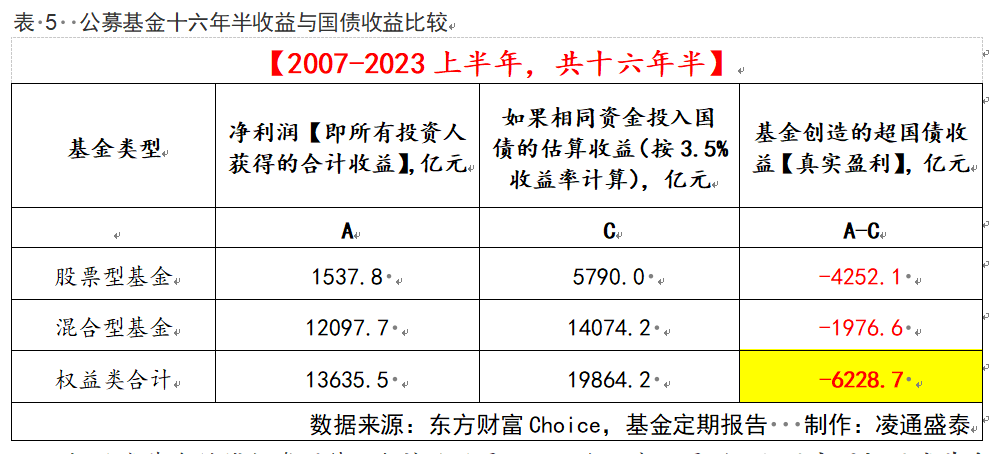 表 5  公募基金十六年半收益与国债收益比较
【2007-2023 上半年，共十六年半】
基金类型
净利润【即所有投资人
获得的合计收益】，亿元
如果相同资金投入国
债的估算收益（按 3.5%
收益率计算），亿元
基金创造的超国债收
益【真实盈利】，亿元
A
C
A-C
股票型基金
1537.8
5790.0
-4252.1
混合型基金
12097.7
14074.2
-1976.6
权益类合计
13635.5
19864.2
-6228.7
数据来源：东方财富 Choice，基金定期报告   制作：凌通盛泰